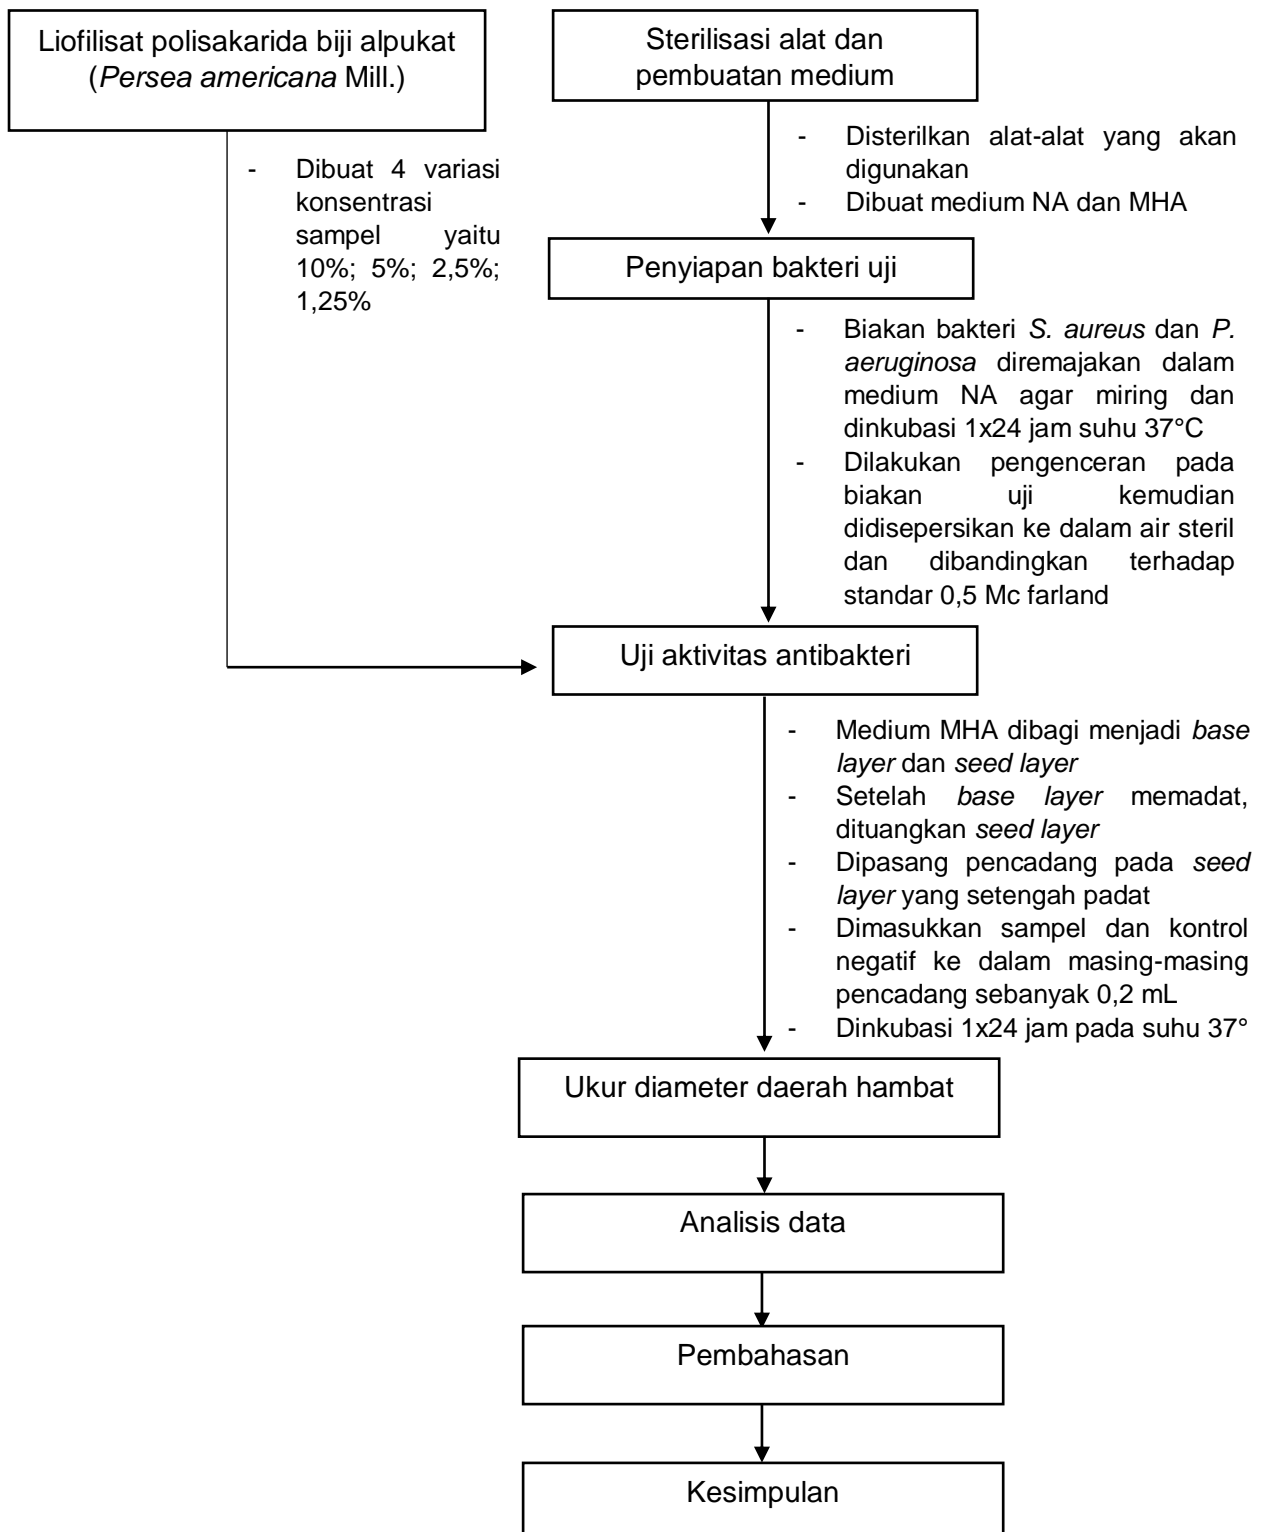 Liofilisat polisakarida biji alpukat
(Persea americana Mill.)
- Dibuat 4 variasi
konsentrasi
sampel yaitu
10%; 5%; 2,5%;
1,25%
Sterilisasi alat dan
pembuatan medium
- Disterilkan alat-alat yang akan
digunakan
- Dibuat medium NA dan MHA
Penyiapan bakteri uji
- Biakan bakteri S. aureus dan P.
aeruginosa diremajakan dalam
medium NA agar miring dan
dinkubasi 1x24 jam suhu 37°C
- Dilakukan pengenceran pada
biakan uji kemudian
didisepersikan ke dalam air steril
dan dibandingkan terhadap
standar 0,5 Mc farland
Uji aktivitas antibakteri
- Medium MHA dibagi menjadi base
layer dan seed layer
- Setelah base layer memadat,
dituangkan seed layer
- Dipasang pencadang pada seed
layer yang setengah padat
- Dimasukkan sampel dan kontrol
negatif ke dalam masing-masing
pencadang sebanyak 0,2 mL
- Dinkubasi 1x24 jam pada suhu 37°
Ukur diameter daerah hambat
Analisis data
Pembahasan
Kesimpulan